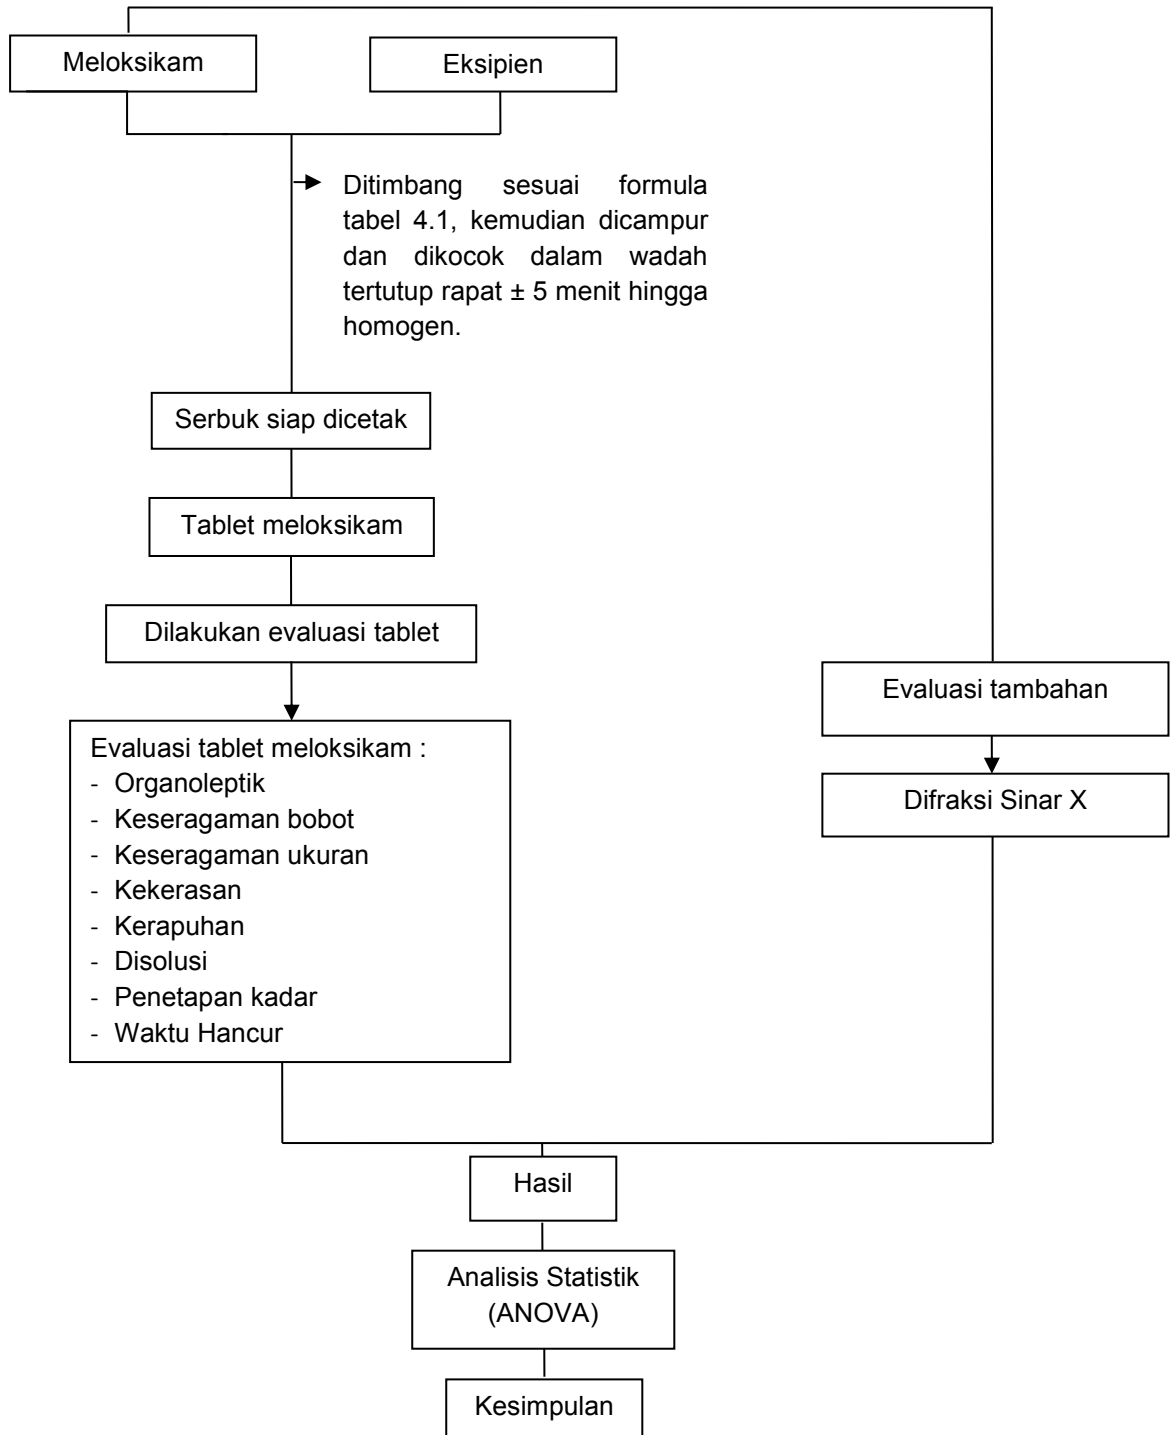 Meloksikam
Eksipien
Ditimbang sesuai formula
tabel 4.1, kemudian dicampur
dan dikocok dalam wadah
tertutup rapat ± 5 menit hingga
homogen.
Serbuk siap dicetak
Tablet meloksikam
Dilakukan evaluasi tablet
Evaluasi tablet meloksikam :
- Organoleptik
- Keseragaman bobot
- Keseragaman ukuran
- Kekerasan
- Kerapuhan
- Disolusi
- Penetapan kadar
- Waktu Hancur
Evaluasi tambahan
Difraksi Sinar X
Hasil
Analisis Statistik
(ANOVA)
Kesimpulan